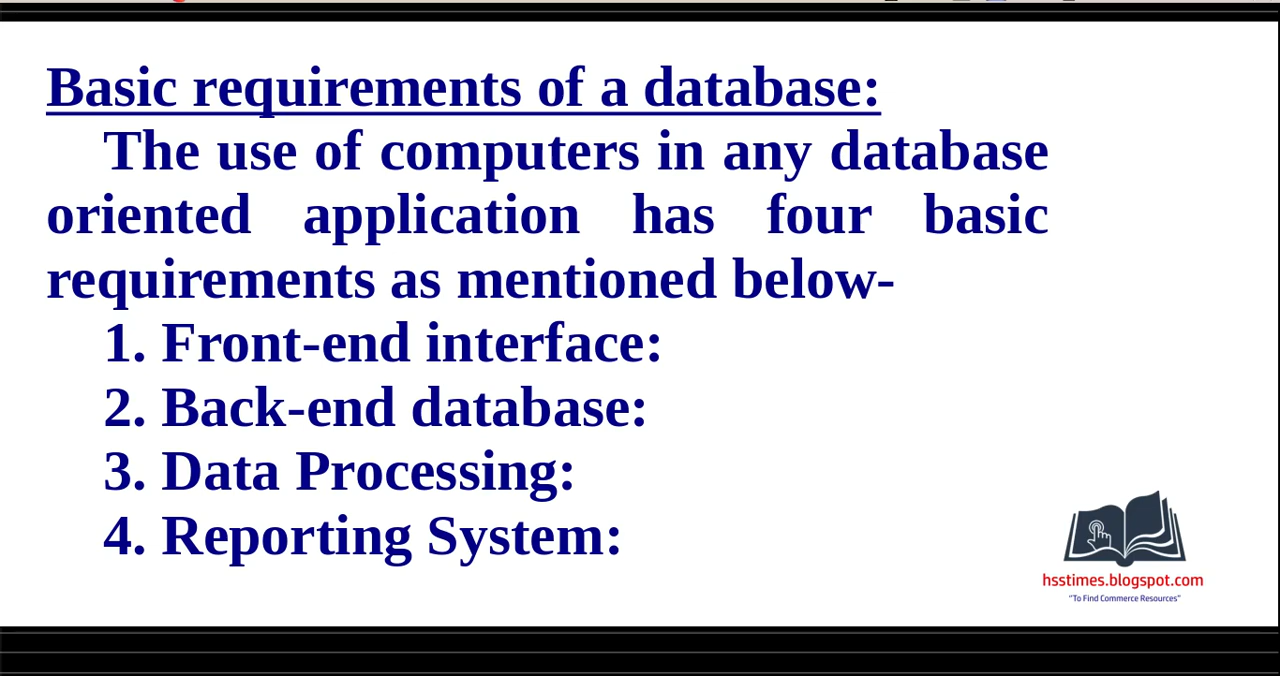 Basic requirements of a database:
The use of computers in any database
oriented application has four basic
requirements as mentioned below-
1. Front-end interface:
2. Back-end database:
3. Data Processing:
4. Reporting System:
hsstimes.blogspot.com
"To Find Commerce Resources"